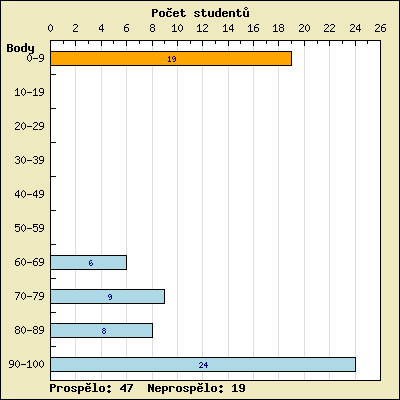 Počet studentů
0 2 4 6 8 10 12 14 16 18 20 22 24 26
Body
0-9 19
10-19
20-29
30-39
40-49
50-59
60-69 6
70-79 9
80-89 8
90-100 24
Prospělo: 47 Neprospělo: 19